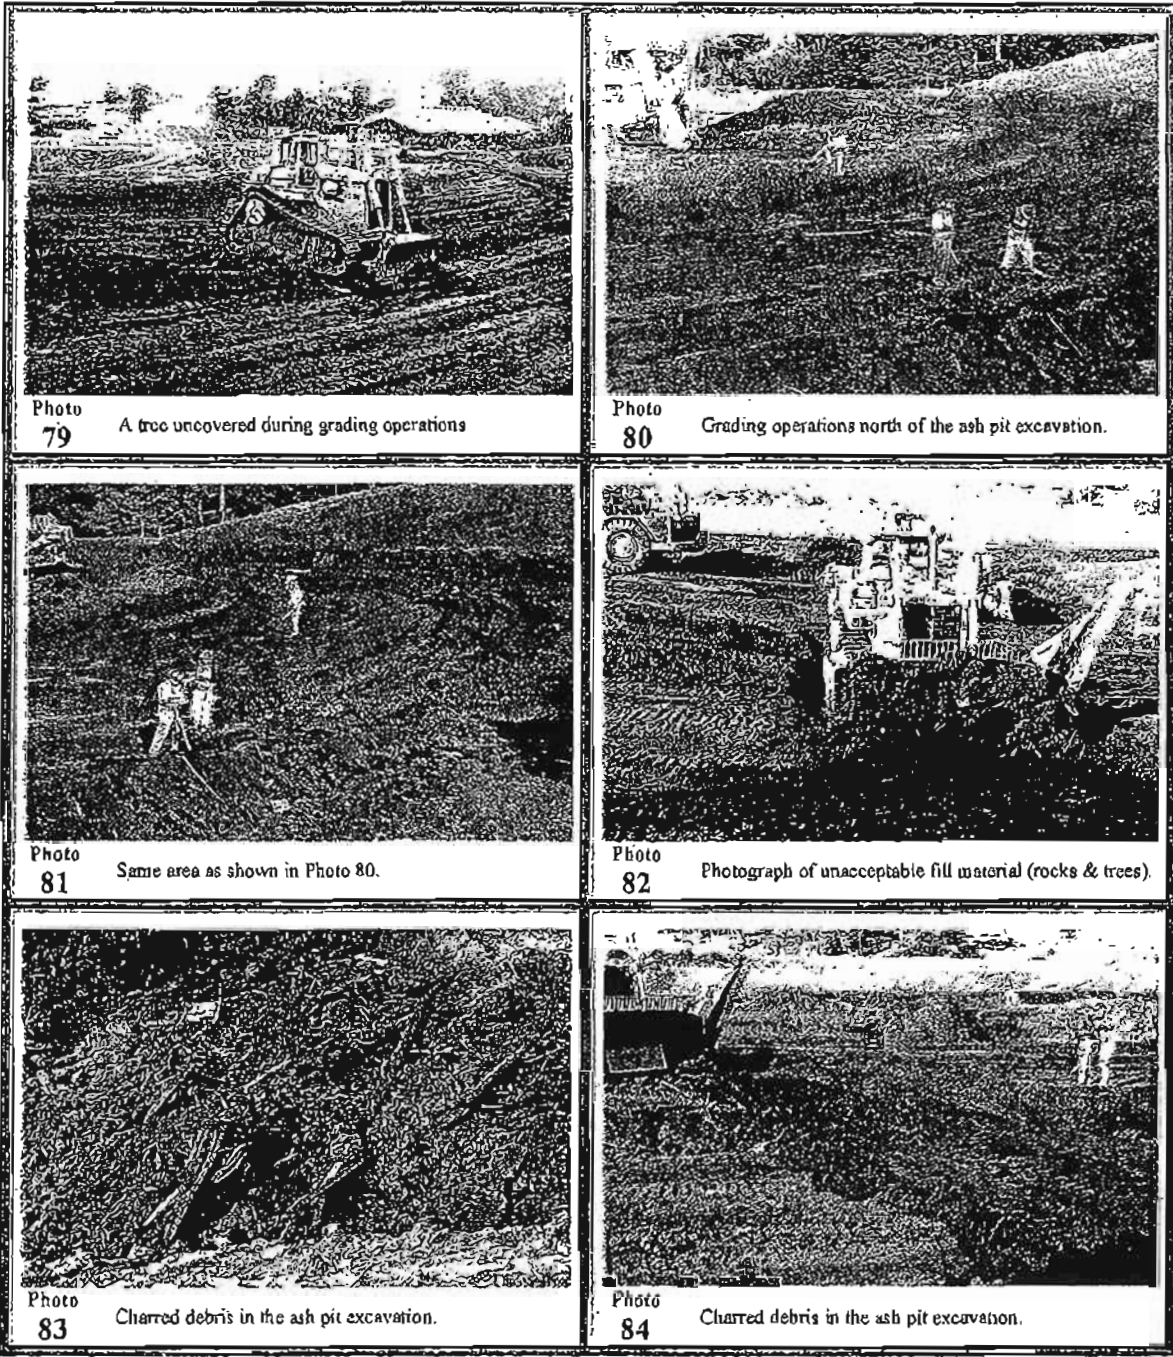 Photo
79
A tree uncovered during grading operations
Photo
80
Grading operations north of the ash pit excavation.
Photo
81
Same area as shown in Photo 80.
Photo
82
Photograph of unacceptable fill material (rocks & trees).
Photo
83
Charred debris in the ash pit excavation.
Photo
84
Charred debris in the ash pit excavation.